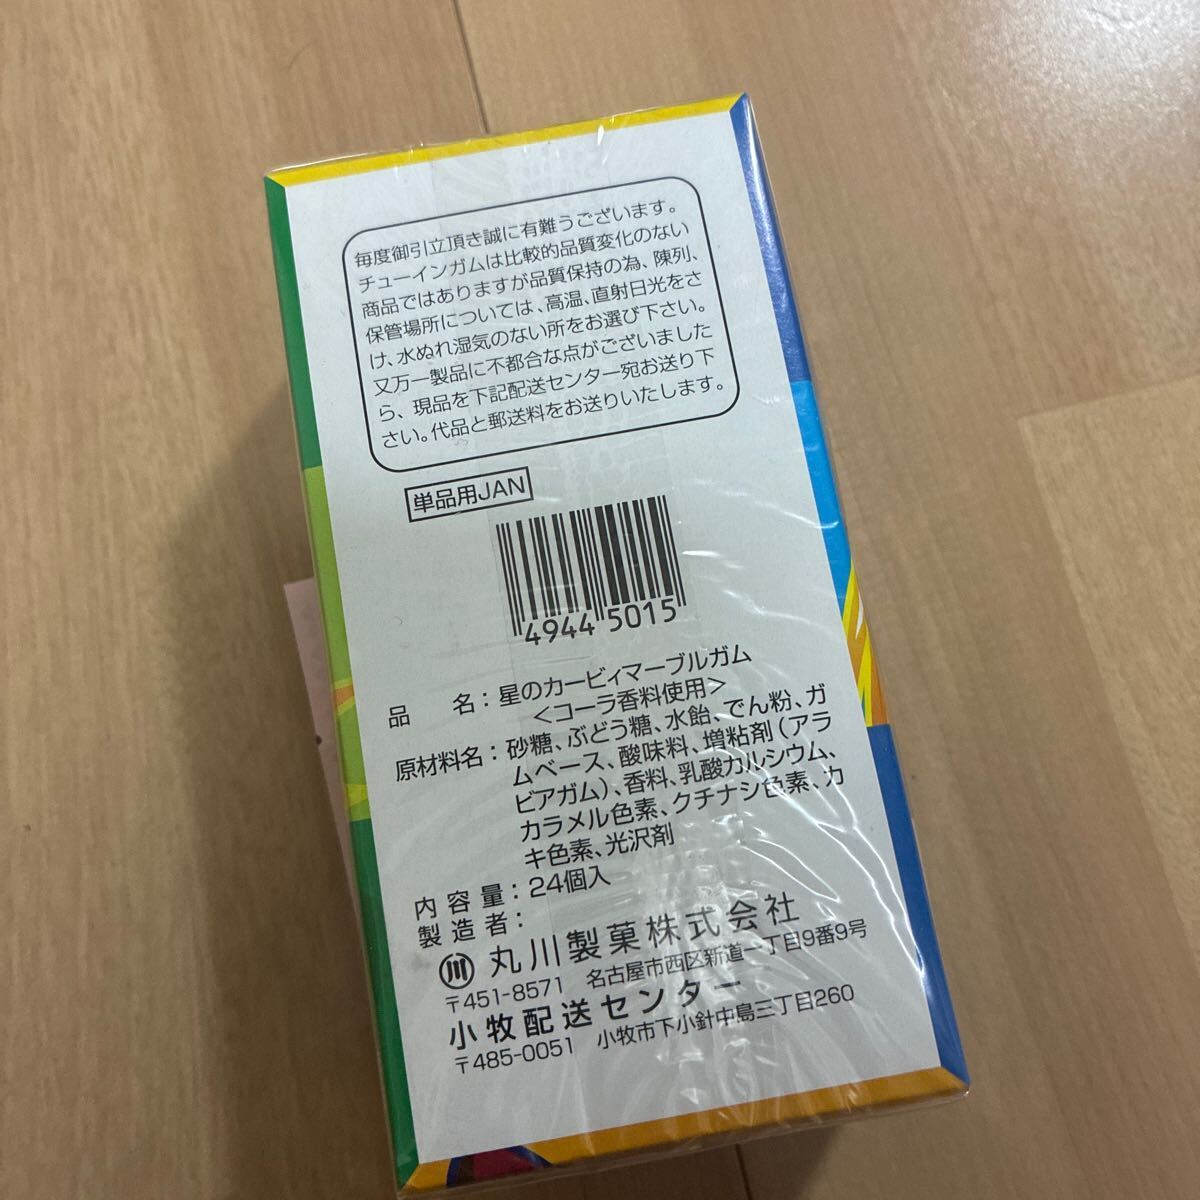 毎度御引立頂き誠に有難うございます。
チューインガムは比較的品質変化のない
商品ではありますが品質保持の為、陳列、
保管場所については、高温、直射日光をさ
け、水ぬれ湿気のない所をお選び下さい。
又万一製品に不都合な点がございました
ら、現品を下記配送センター宛お送り下
さい。代品と郵送料をお送りいたします。
単品用JAN
4944 5015
品名：星のカービィマーブルガム
＜コーラ香料使用＞
原材料名：砂糖、ぶどう糖、水飴、でん粉、ガ
ムベース、酸味料、増粘剤（アラ
ビアガム）、香料、乳酸カルシウム、
カラメル色素、クチナシ色素、カ
キ色素、光沢剤
内容量：24個入
製造者：
川 丸川製菓株式会社
〒451-8571 名古屋市西区新道一丁目9番9号
小牧配送センター
〒485-0051 小牧市下小針中島三丁目260